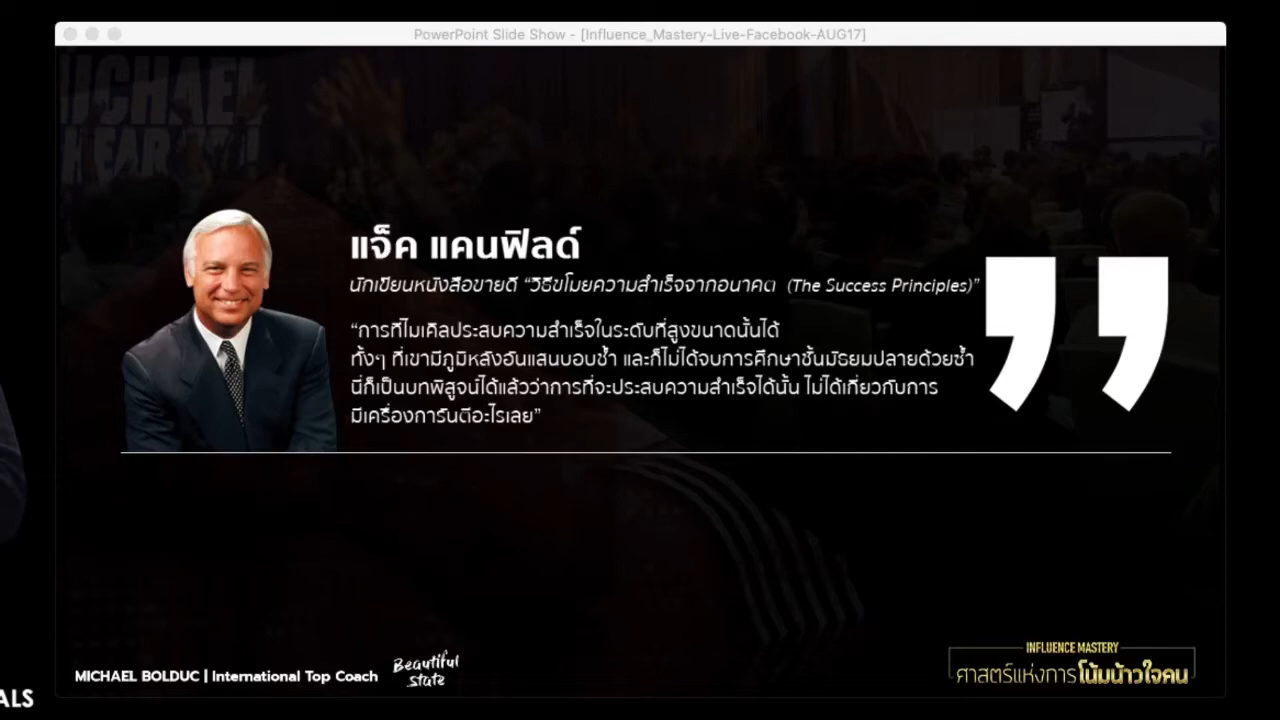 PowerPoint Slide Show - [Influence_Mastery-Live-Facebook-AUG17]
MICHAEL
แจ็ค แคนฟิลด์
นักเขียนหนังสือขายดี “วิธีขโมยความสำเร็จจากอนาคต (The Success Principles)”
“การที่ไมเคิลประสบความสำเร็จในระดับที่สูงขนาดนั้นได้
ทั้งๆ ที่เขามีภูมิหลังอันแสนบอบช้ำ และก็ไม่ได้จบการศึกษาชั้นมัธยมปลายด้วยซ้ำ
นี่ก็เป็นบทพิสูจน์ได้แล้วว่าการที่จะประสบความสำเร็จได้นั้น ไม่ได้เกี่ยวกับการ
มีเครื่องการันตีอะไรเลย”
MICHAEL BOLDUC | International Top Coach
Beautiful
State
INFLUENCE MASTERY
ศาสตร์แห่งการโน้มน้าวใจคน
ALS